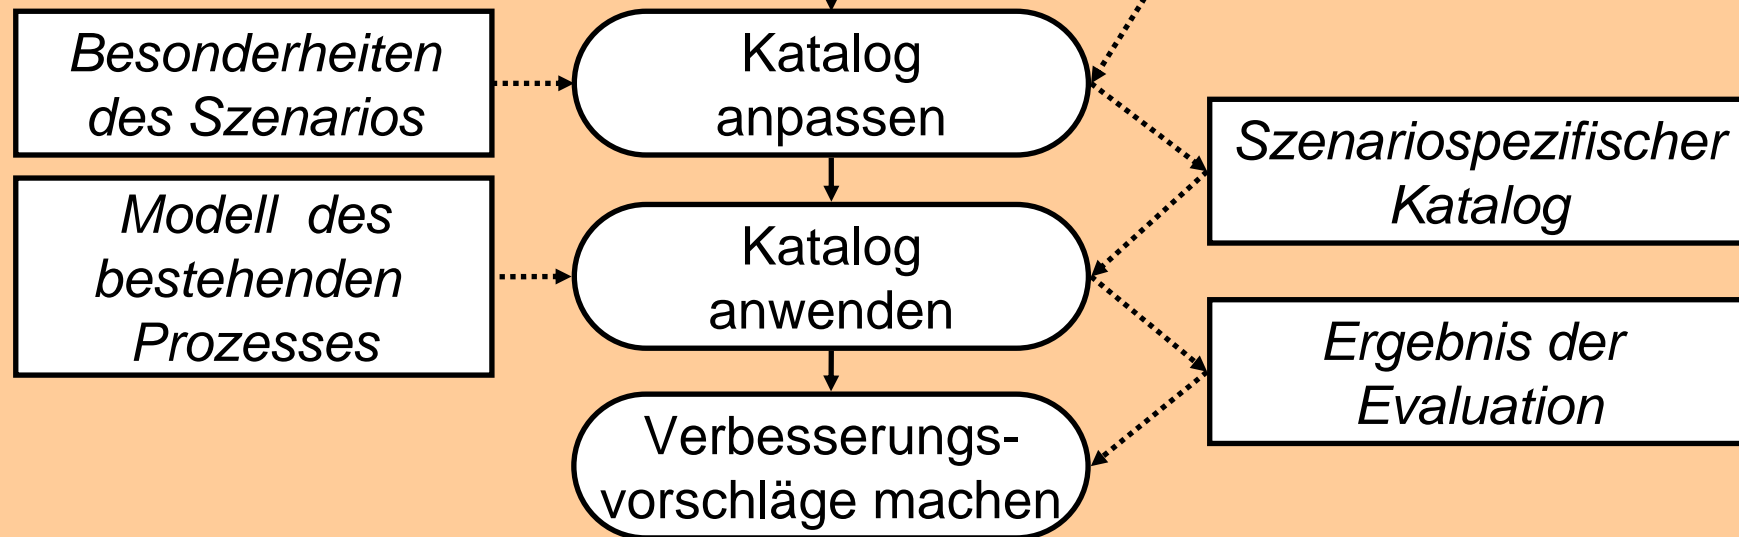 Besonderheiten
des Szenarios
Katalog
anpassen
Szenariospezifischer
Katalog
Modell des
bestehenden
Prozesses
Katalog
anwenden
Ergebnis der
Evaluation
Verbesserungs-
vorschläge machen